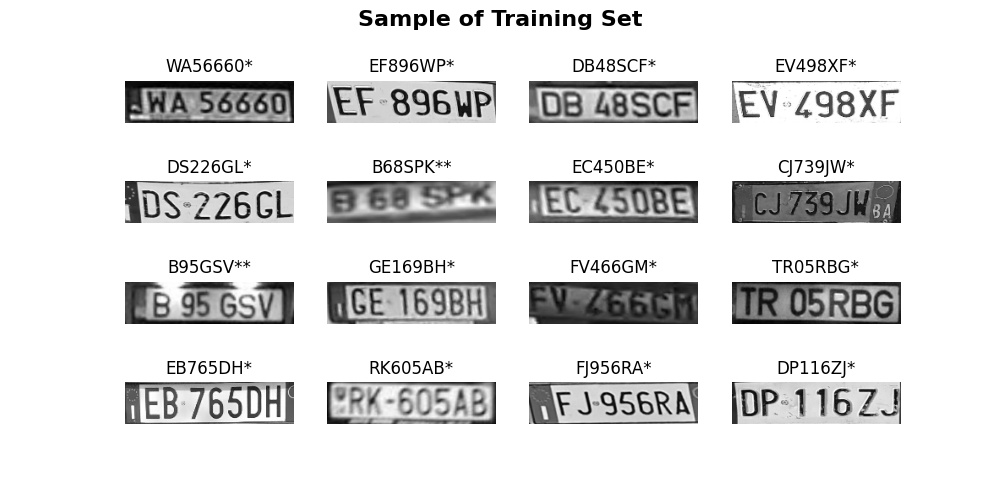 Sample of Training Set
WA56660* EF896WP* DB48SCF* EV498XF*
WA 56660 EF 896WP DB 48SCF EV 498XF
DS226GL* B68SPK** EC450BE* CJ739JW*
DS 226GL B 68 SPK EC 450BE CJ 739JW BA
B95GSV** GE169BH* FV466GM* TR05RBG*
B 95 GSV GE 169BH FV 466GM TR 05RBG
EB765DH* RK605AB* FJ956RA* DP116ZJ*
EB 765DH RK-605AB FJ 956RA DP 116ZJ